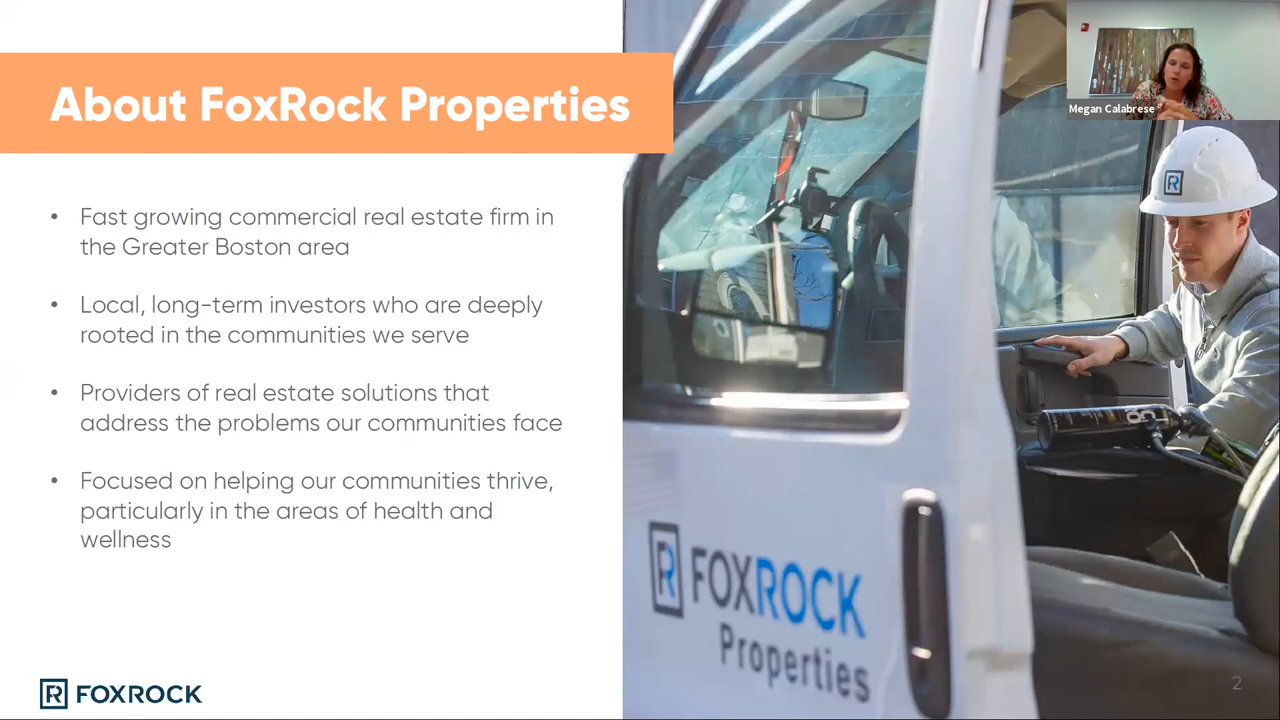 About FoxRock Properties
Megan Calabrese
• Fast growing commercial real estate firm in
the Greater Boston area
• Local, long-term investors who are deeply
rooted in the communities we serve
• Providers of real estate solutions that
address the problems our communities face
• Focused on helping our communities thrive,
particularly in the areas of health and
wellness
R FOXROCK
Properties
R
R FOXROCK
2